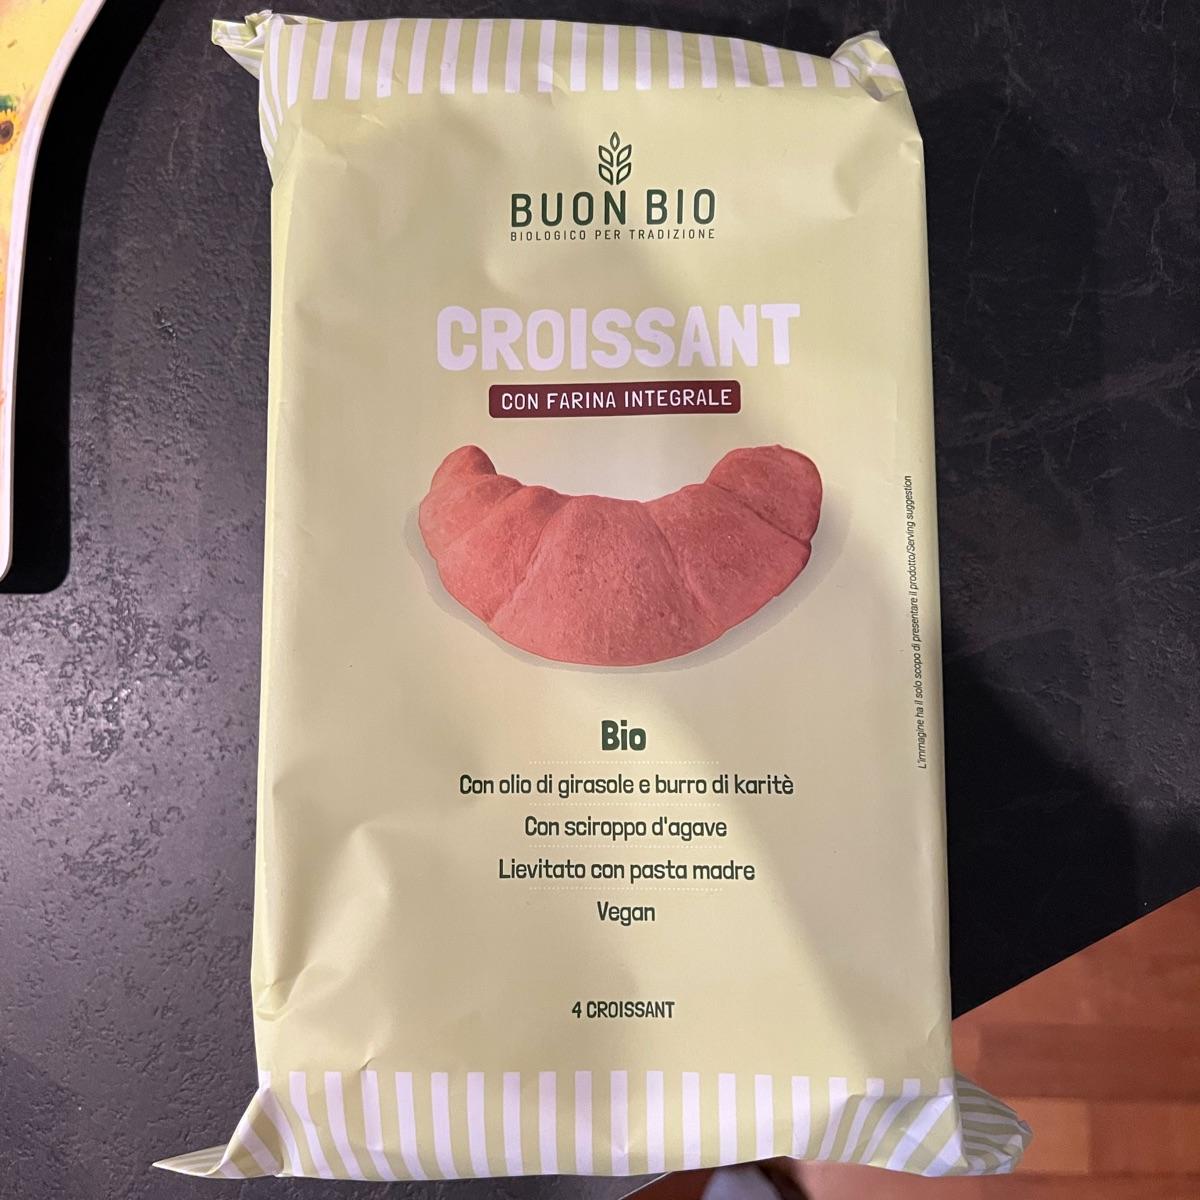 BUON BIO
BIOLOGICO PER TRADIZIONE
CROISSANT
CON FARINA INTEGRALE
L'immagine ha il solo scopo di presentare il prodotto/Serving suggestion
Bio
Con olio di girasole e burro di karitè
Con sciroppo d'agave
Lievitato con pasta madre
Vegan
4 CROISSANT